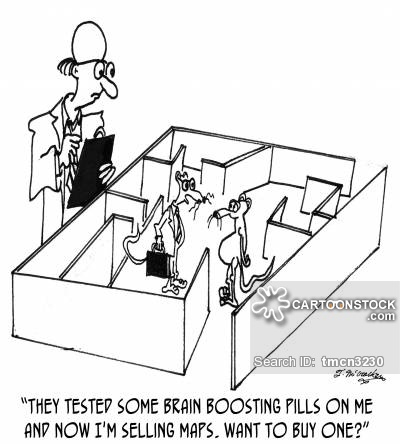 CARTOONSTOCK
.com
Search ID: tmcn3230
“THEY TESTED SOME BRAIN BOOSTING PILLS ON ME
AND NOW I'M SELLING MAPS. WANT TO BUY ONE?”